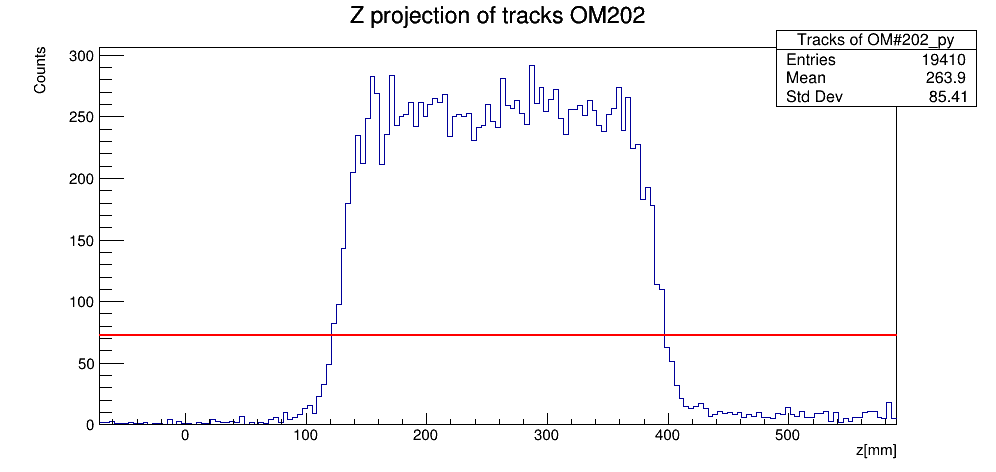 Z projection of tracks OM202
Tracks of OM#202_py
Entries 19410
Mean 263.9
Std Dev 85.41
Counts
300
250
200
150
100
50
0
0 100 200 300 400 500
z[mm]